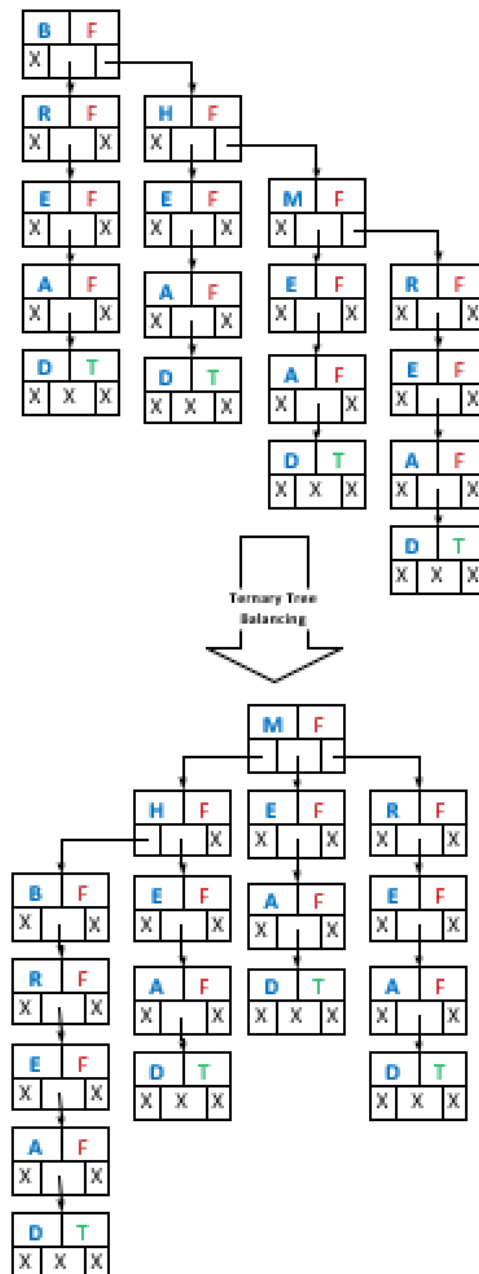 B F
X
R F H F
X X X
E F E F M F
X X X X X
A F A F E F R F
X X X X X X X X
D T D T A F E F
X X X X X X X X X X
D T A F
X X X X X
D T
X X X
Ternary Tree
Balancing
M F
H F E F R F
X X X X X
B F E F A F E F
X X X X X X X X
R F A F D T A F
X X X X X X X X X
E F D T D T
X X X X X X X X
A F
X X
D T
X X X